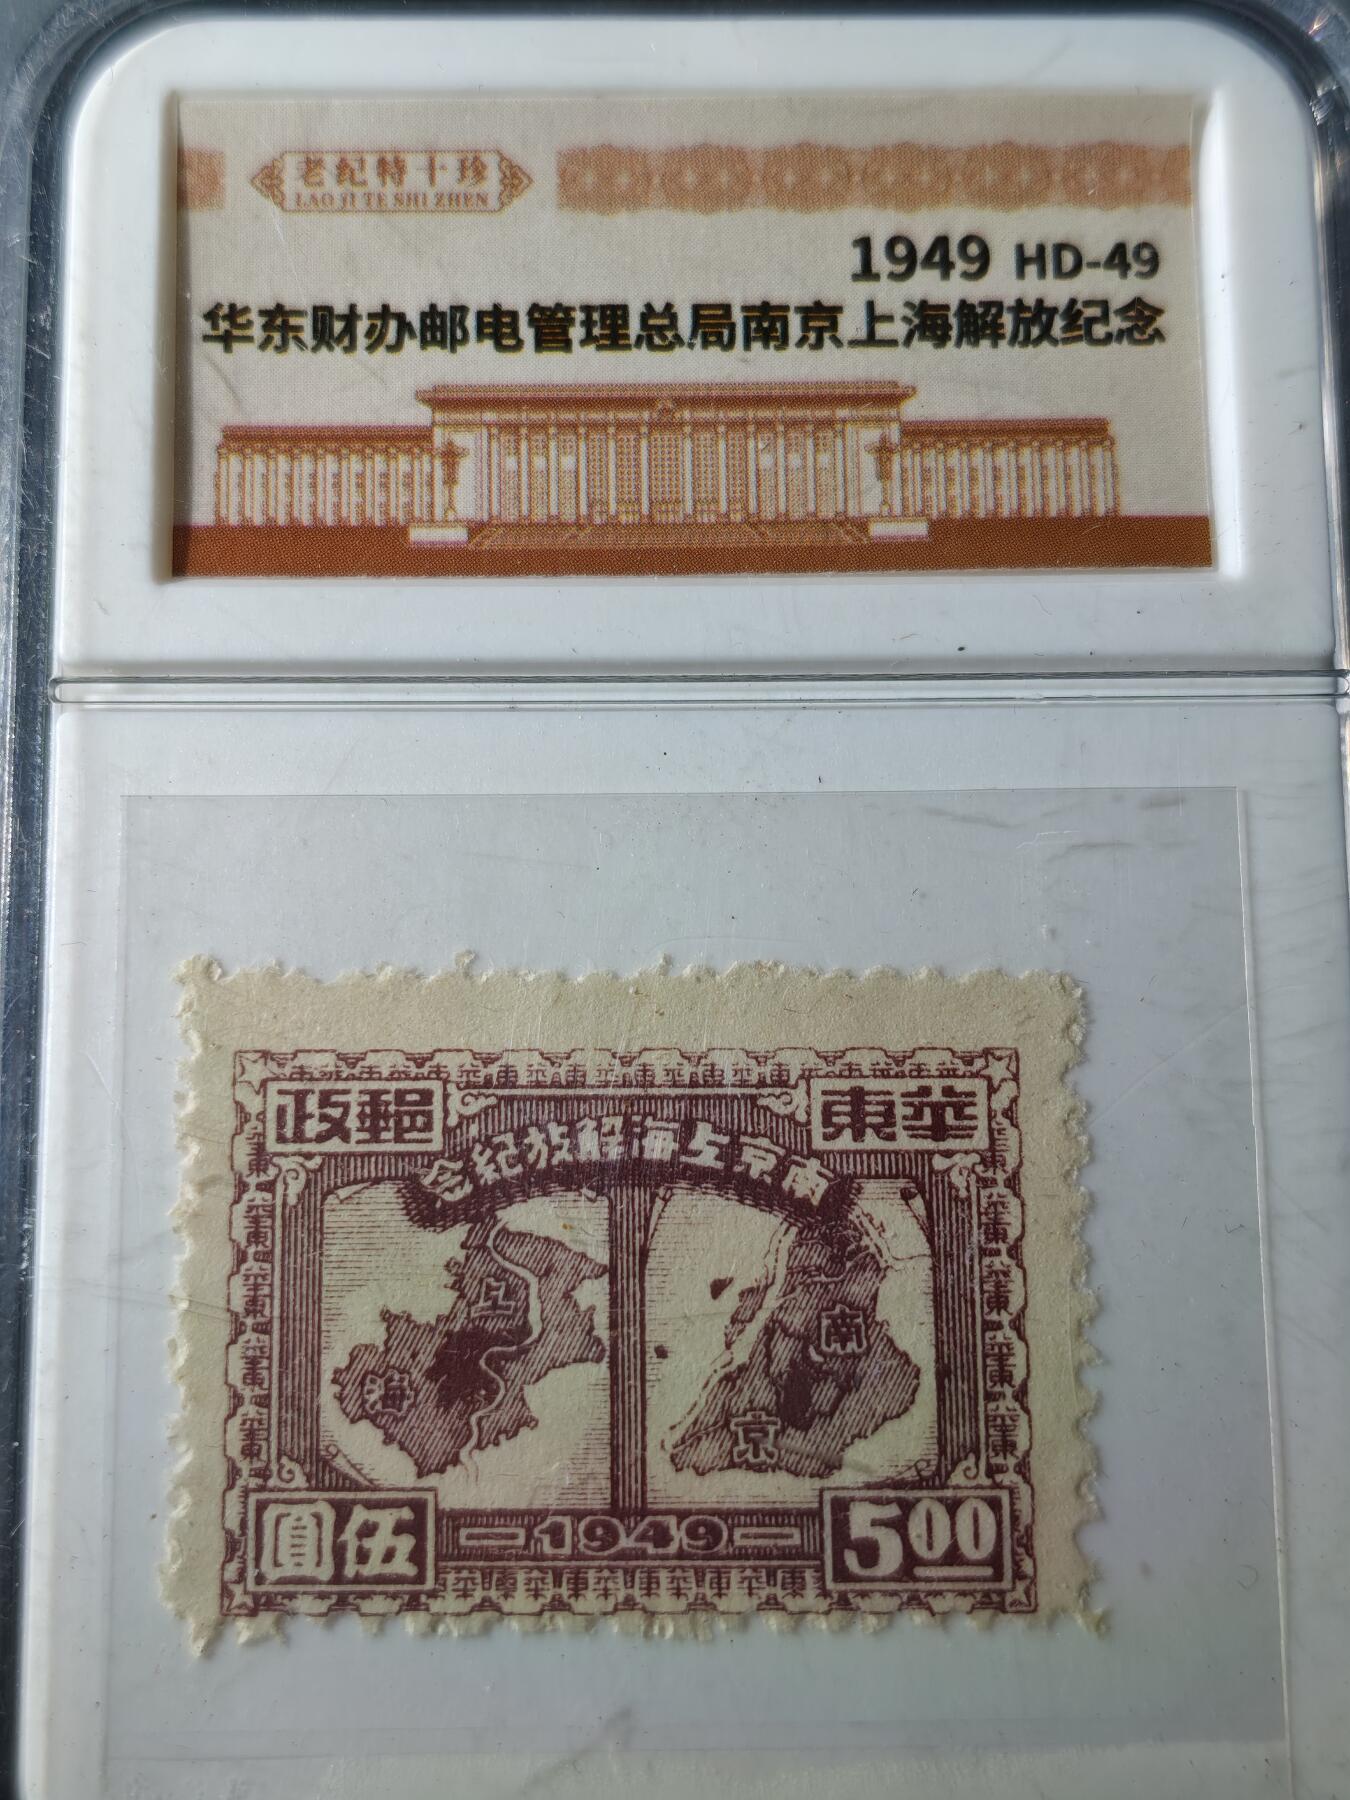 老纪特十珍
LAO JI TE SHI ZHEN
1949 HD-49
华东财办邮电管理总局南京上海解放纪念
華東
郵政
南京上海解放紀念
上
海
南
京
伍圓
1949
500